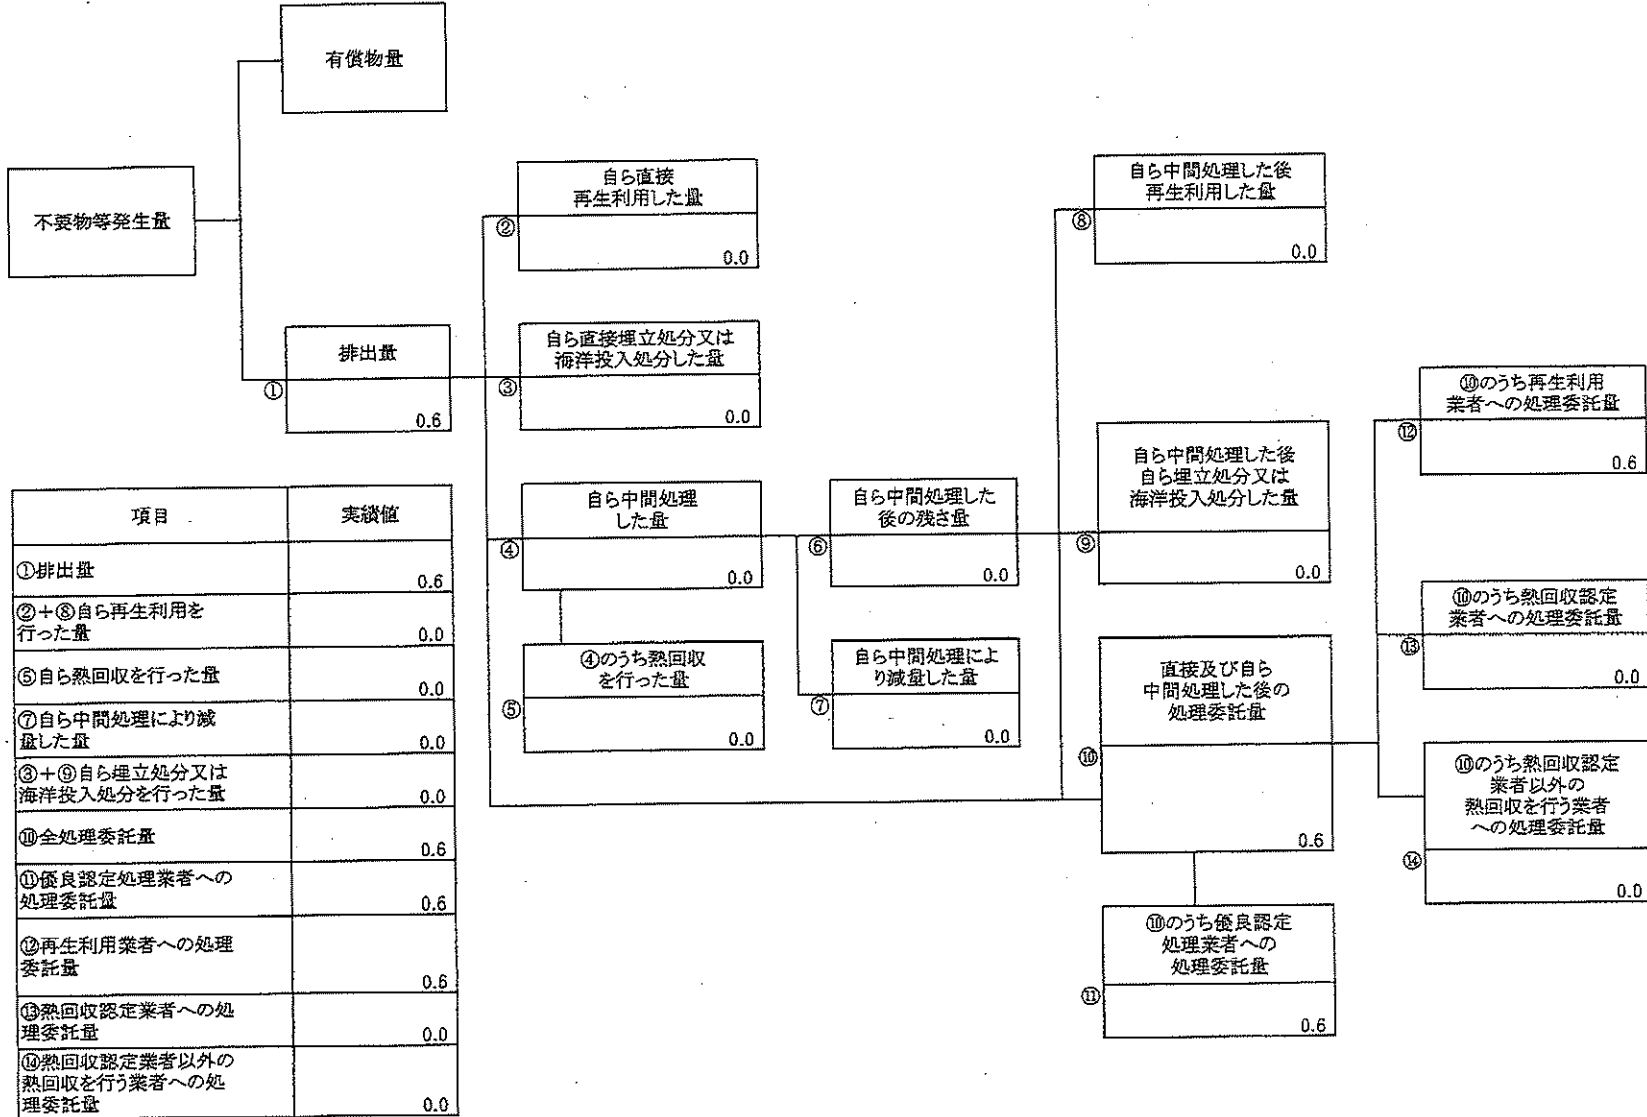 有償物量
不要物等発生量
排出量
①
0.6
自ら直接
再生利用した量
②
0.0
自ら直接埋立処分又は
海洋投入処分した量
③
0.0
自ら中間処理
した量
④
0.0
④のうち熱回収
を行った量
⑤
0.0
自ら中間処理した
後の残さ量
⑥
0.0
自ら中間処理によ
り減量した量
⑦
0.0
自ら中間処理した後
再生利用した量
⑧
0.0
自ら中間処理した後
自ら埋立処分又は
海洋投入処分した量
⑨
0.0
直接及び自ら
中間処理した後の
処理委託量
⑩
0.6
⑩のうち優良認定
処理業者への
処理委託量
⑪
0.6
⑩のうち再生利用
業者への処理委託量
⑫
0.6
⑩のうち熱回収認定
業者への処理委託量
⑬
0.0
⑩のうち熱回収認定
業者以外の
熱回収を行う業者
への処理委託量
⑭
0.0
項目 実績値
①排出量
0.6
②+⑧自ら再生利用を
行った量
0.0
⑤自ら熱回収を行った量
0.0
⑦自ら中間処理により減
量した量
0.0
③+⑨自ら埋立処分又は
海洋投入処分を行った量
0.0
⑩全処理委託量
0.6
⑪優良認定処理業者への
処理委託量
0.6
⑫再生利用業者への処理
委託量
0.6
⑬熱回収認定業者への処
理委託量
0.0
⑭熱回収認定業者以外の
熱回収を行う業者への処
理委託量
0.0